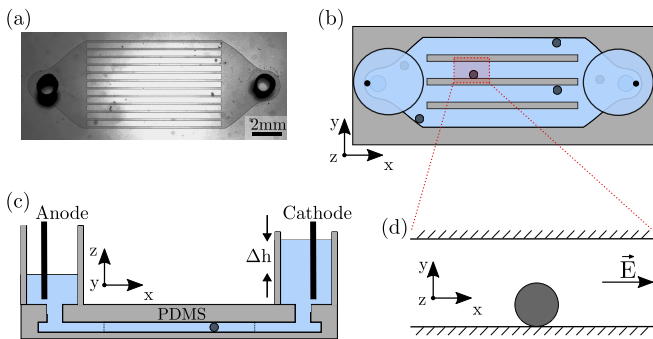 (a)
2mm
(b)
y
z
x
(c)
Anode
Cathode
z
y
x
Δh
PDMS
(d)
y
z
x
E⃗